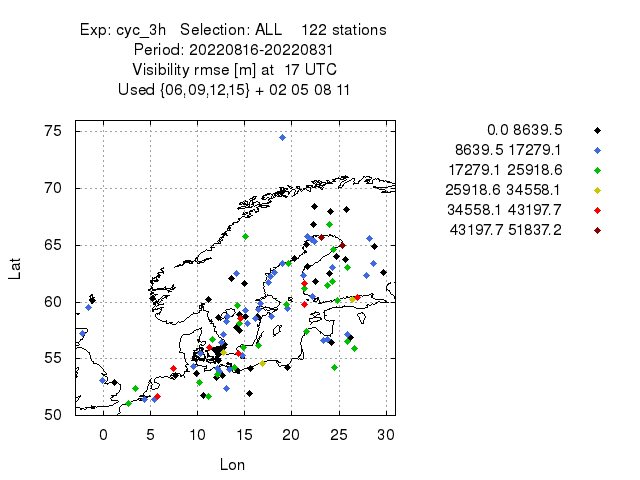 Exp: cyc_3h   Selection: ALL    122 stations
Period: 20220816-20220831
Visibility rmse [m] at  17 UTC
Used {06,09,12,15} + 02 05 08 11
0.0 8639.5
8639.5 17279.1
17279.1 25918.6
25918.6 34558.1
34558.1 43197.7
43197.7 51837.2
75
70
65
60
55
50
Lat
0 5 10 15 20 25 30
Lon